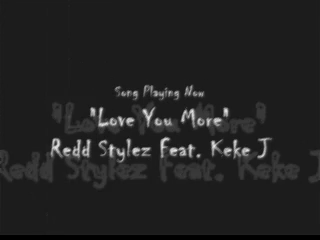 Song Playing Now
"Love You More"
Redd Stylez Feat. Keke J